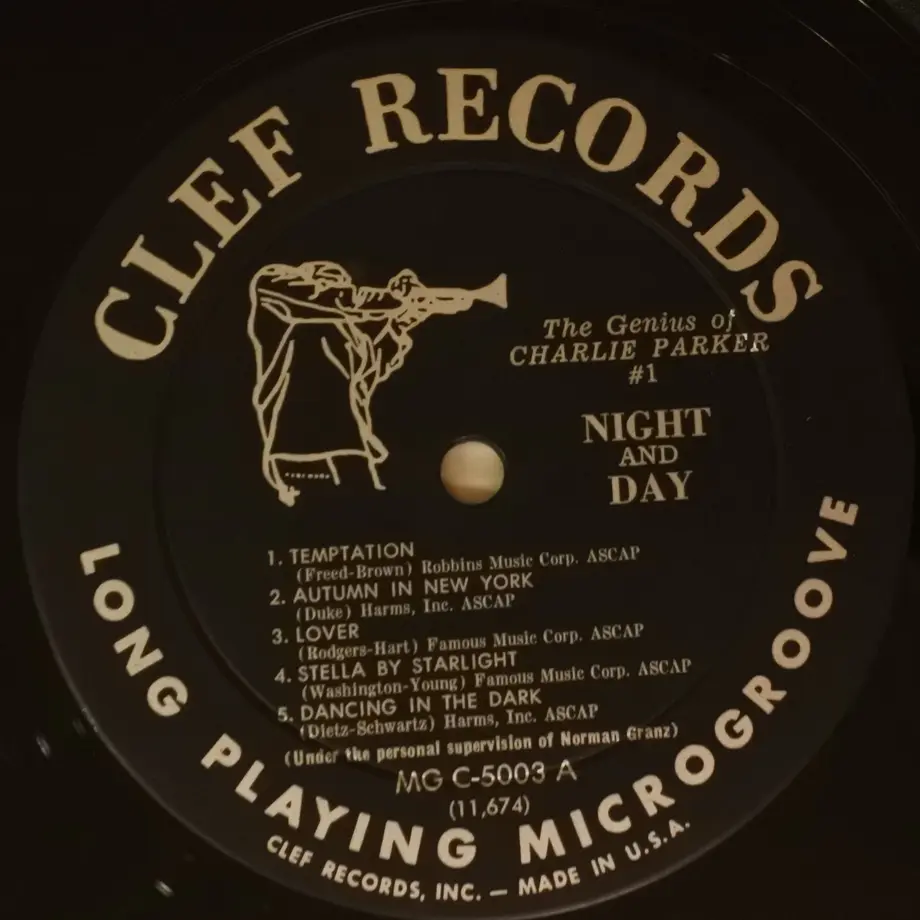 CLEF RECORDS
The Genius of
CHARLIE PARKER
#1
NIGHT
AND
DAY
1. TEMPTATION
(Freed-Brown) Robbins Music Corp. ASCAP
2. AUTUMN IN NEW YORK
(Duke) Harms, Inc. ASCAP
3. LOVER
(Rodgers-Hart) Famous Music Corp. ASCAP
4. STELLA BY STARLIGHT
(Washington-Young) Famous Music Corp. ASCAP
5. DANCING IN THE DARK
(Dietz-Schwartz) Harms, Inc. ASCAP
(Under the personal supervision of Norman Granz)
MG C-5003 A
(11,674)
LONG PLAYING MICROGROOVE
CLEF RECORDS, INC. — MADE IN U.S.A.